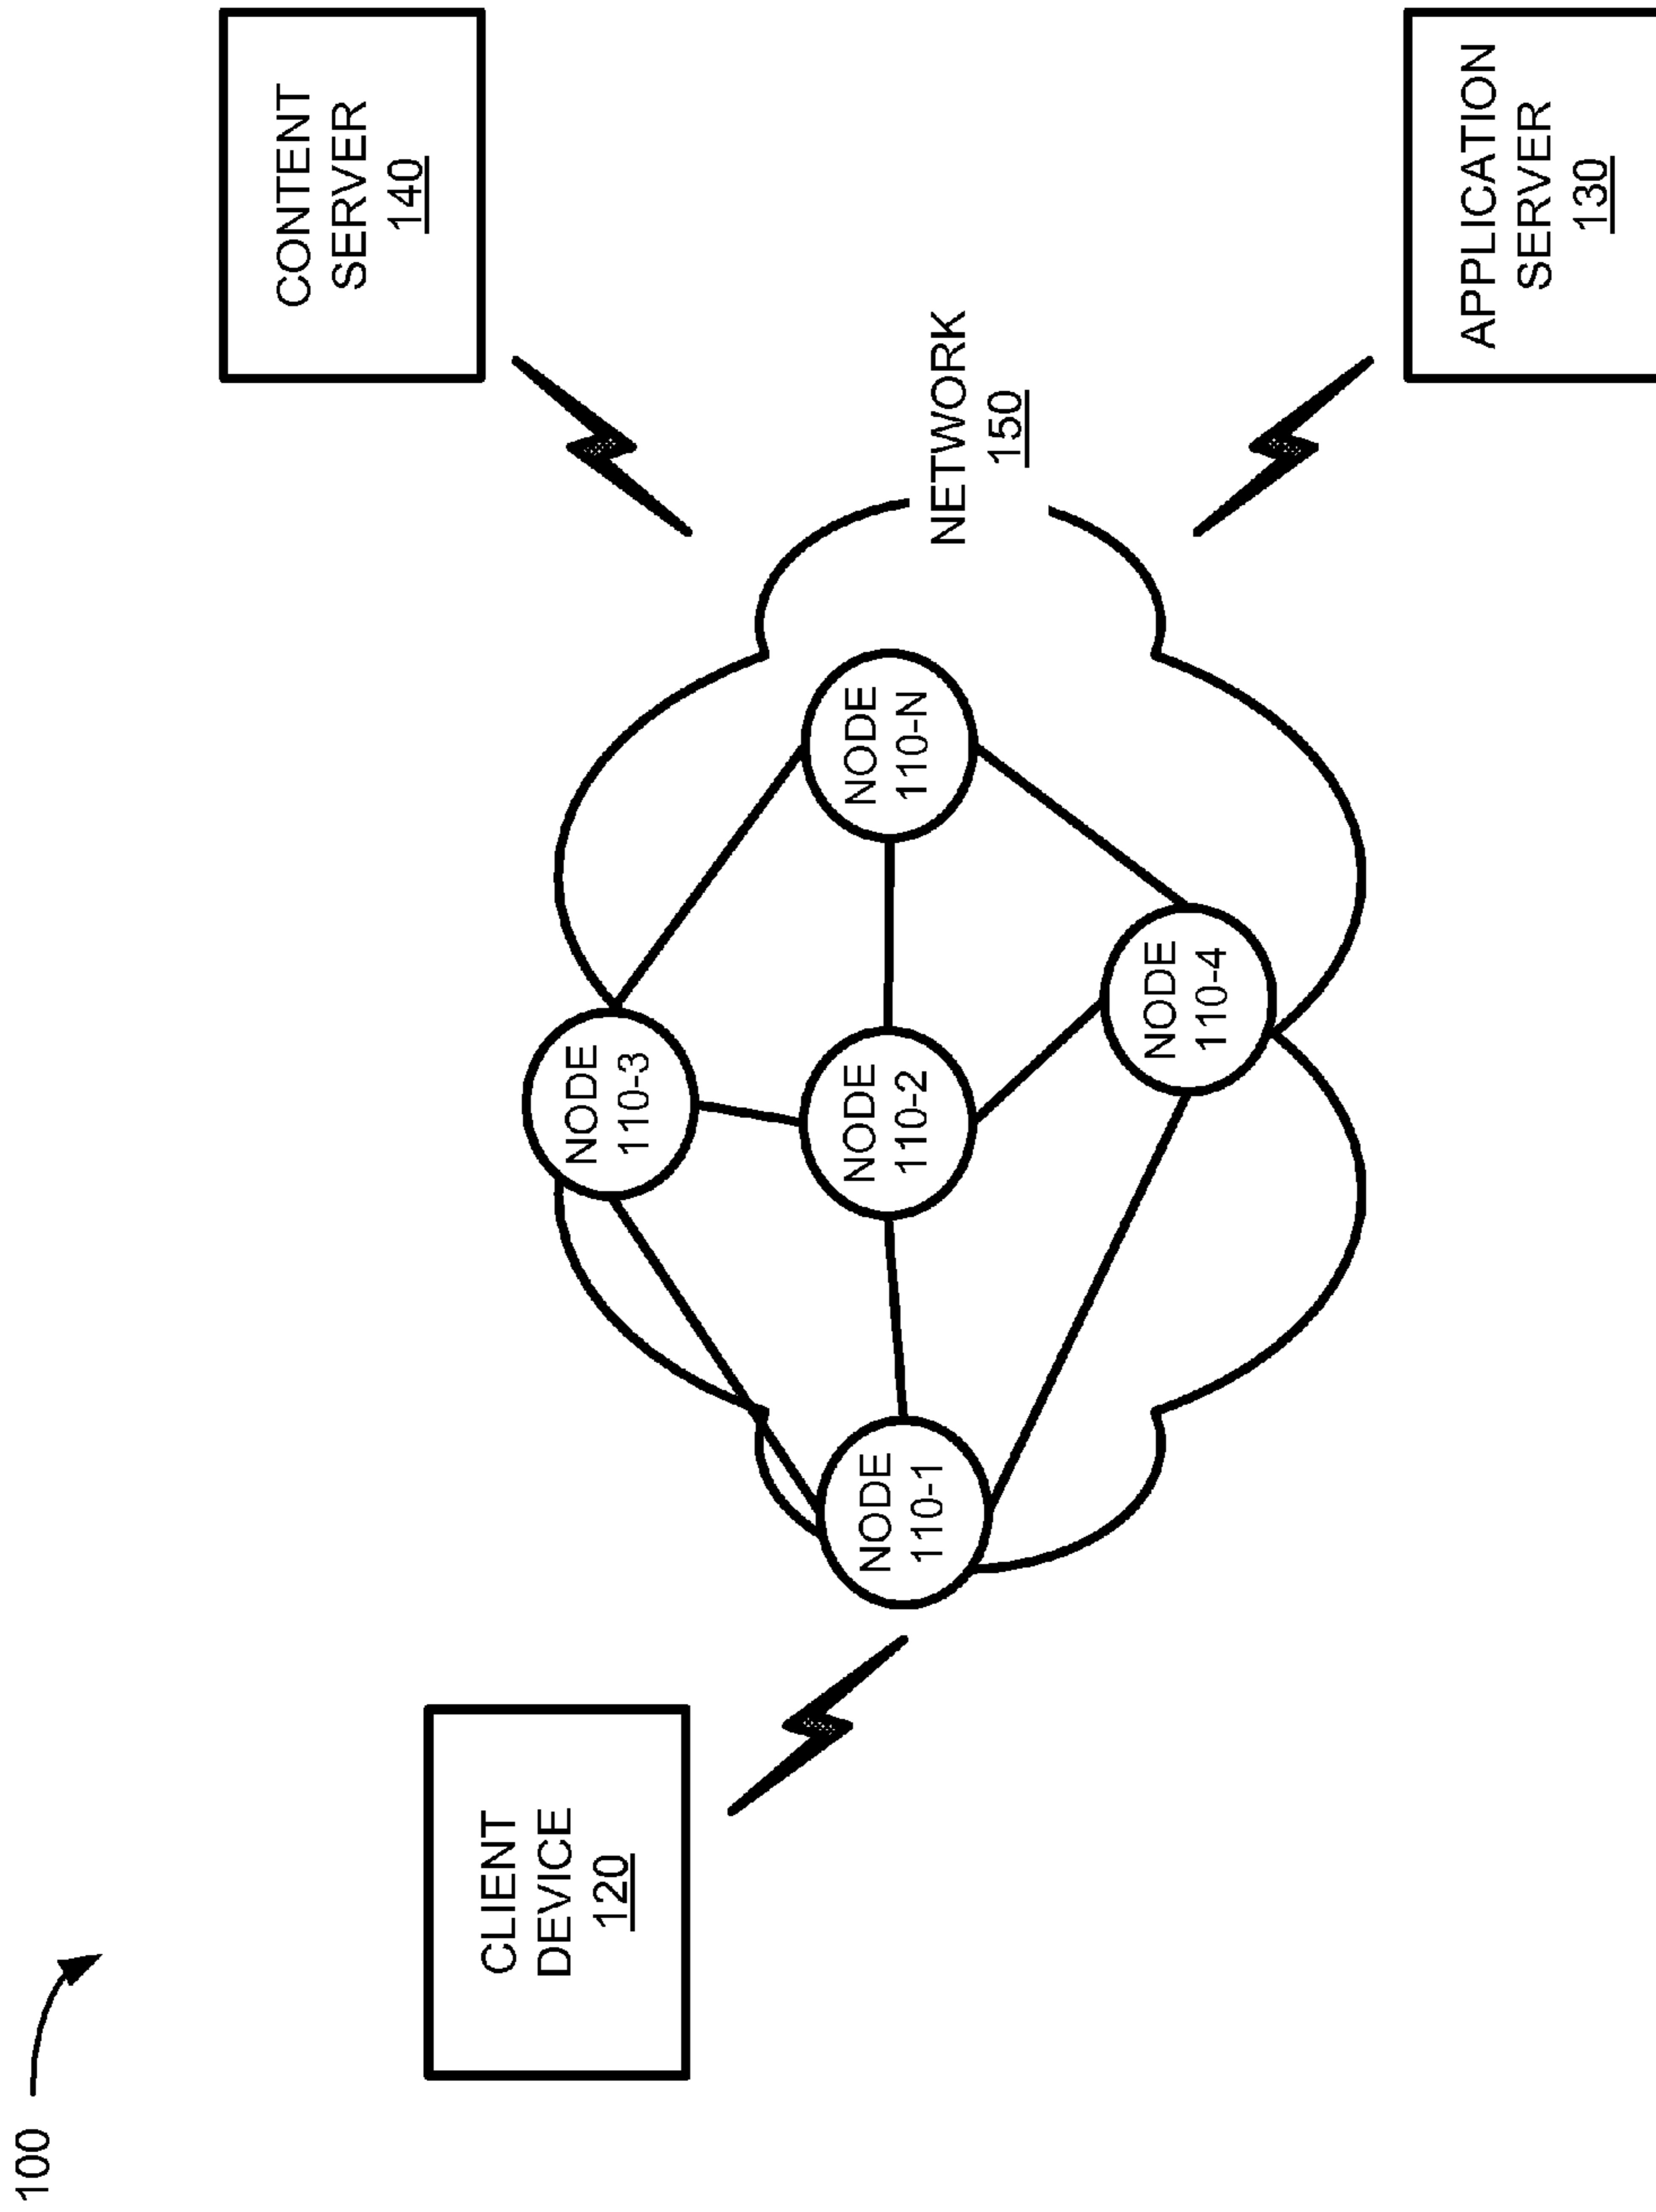 100
CLIENT
DEVICE
120
CONTENT
SERVER
140
NODE
110-3
NODE
110-1
NODE
110-2
NODE
110-N
NETWORK
150
NODE
110-4
APPLICATION
SERVER
130